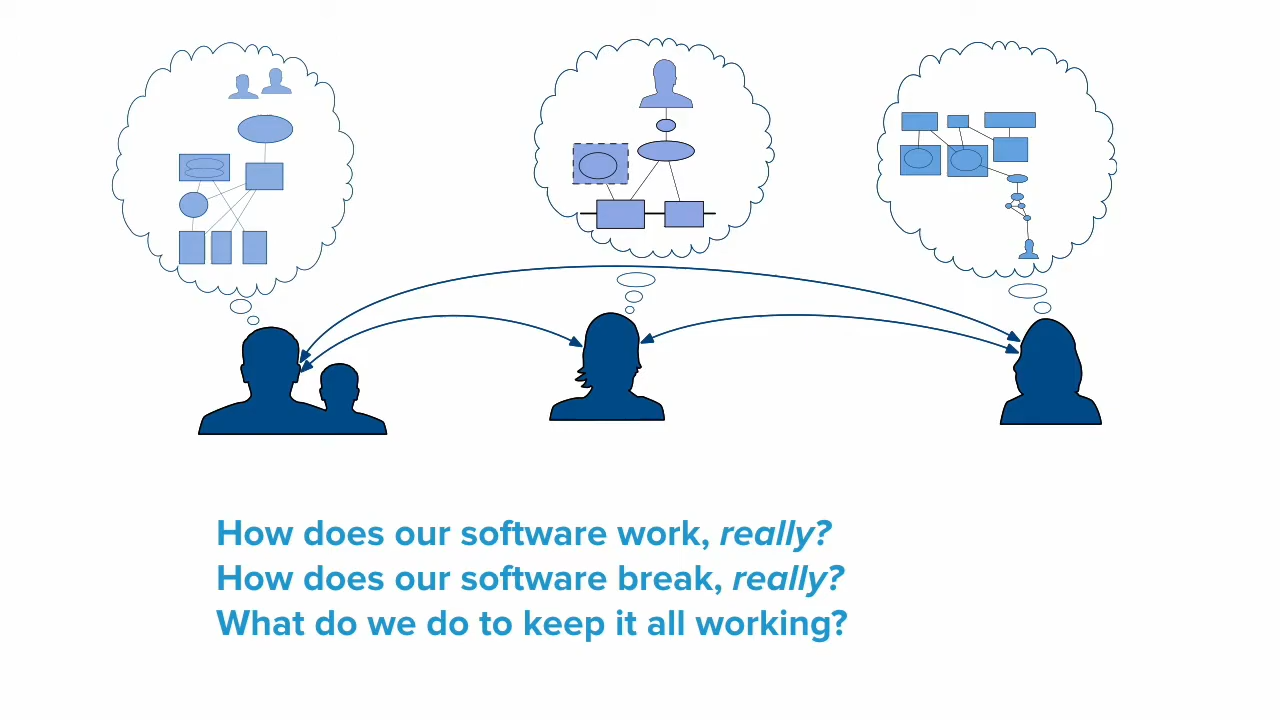 How does our software work, really?
How does our software break, really?
What do we do to keep it all working?